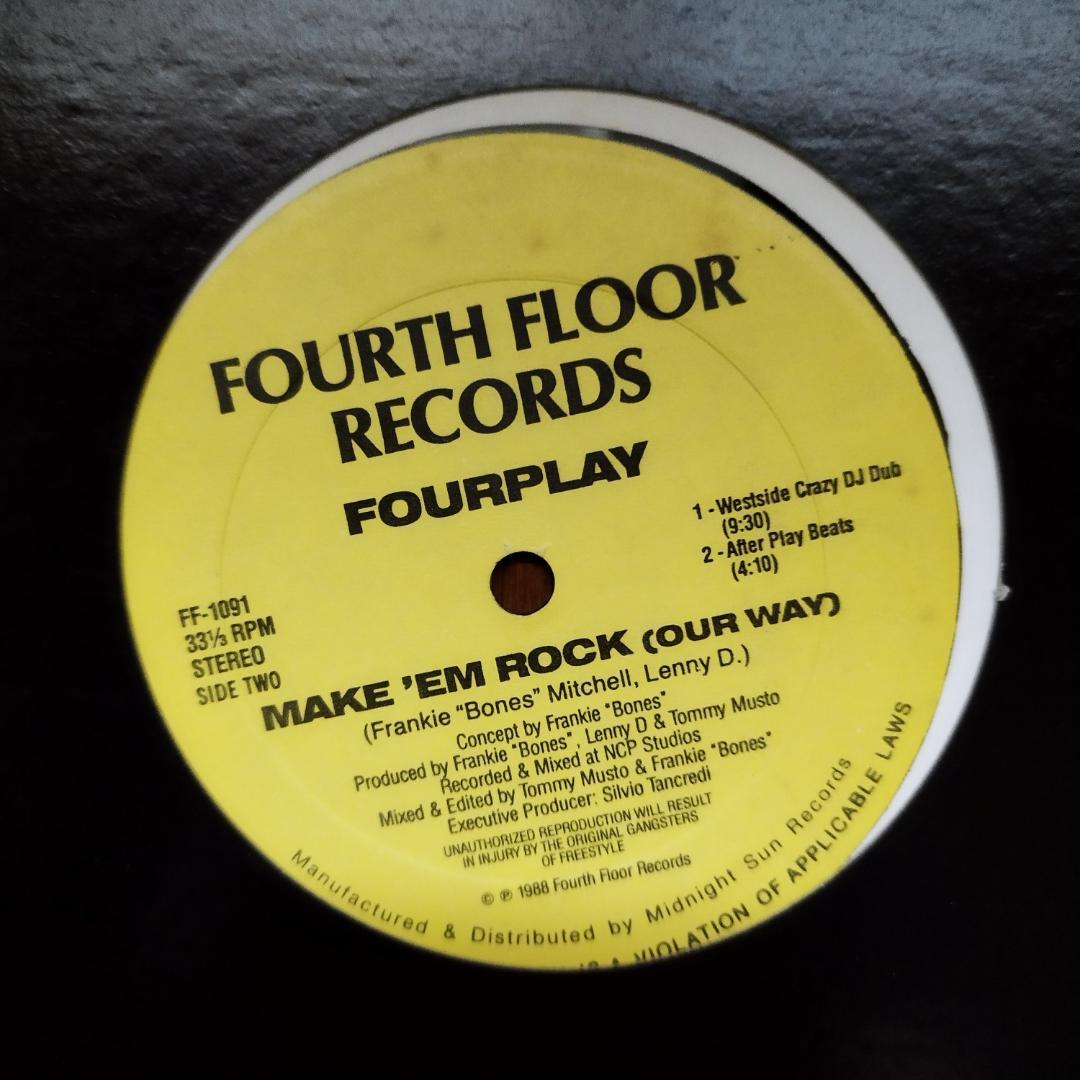 FOURTH FLOOR
RECORDS
FOURPLAY
1 - Westside Crazy DJ Dub
(9:30)
2 - After Play Beats
(4:10)
FF-1091
33⅓ RPM
STEREO
SIDE TWO
MAKE 'EM ROCK (OUR WAY)
(Frankie "Bones" Mitchell, Lenny D.)
Concept by Frankie "Bones"
Produced by Frankie "Bones", Lenny D & Tommy Musto
Recorded & Mixed at NCP Studios
Mixed & Edited by Tommy Musto & Frankie "Bones"
Executive Producer: Silvio Tancredi
UNAUTHORIZED REPRODUCTION WILL RESULT
IN INJURY BY THE ORIGINAL GANGSTERS
OF FREESTYLE
© ℗ 1988 Fourth Floor Records
Manufactured & Distributed by Midnight Sun Records
A VIOLATION OF APPLICABLE LAWS